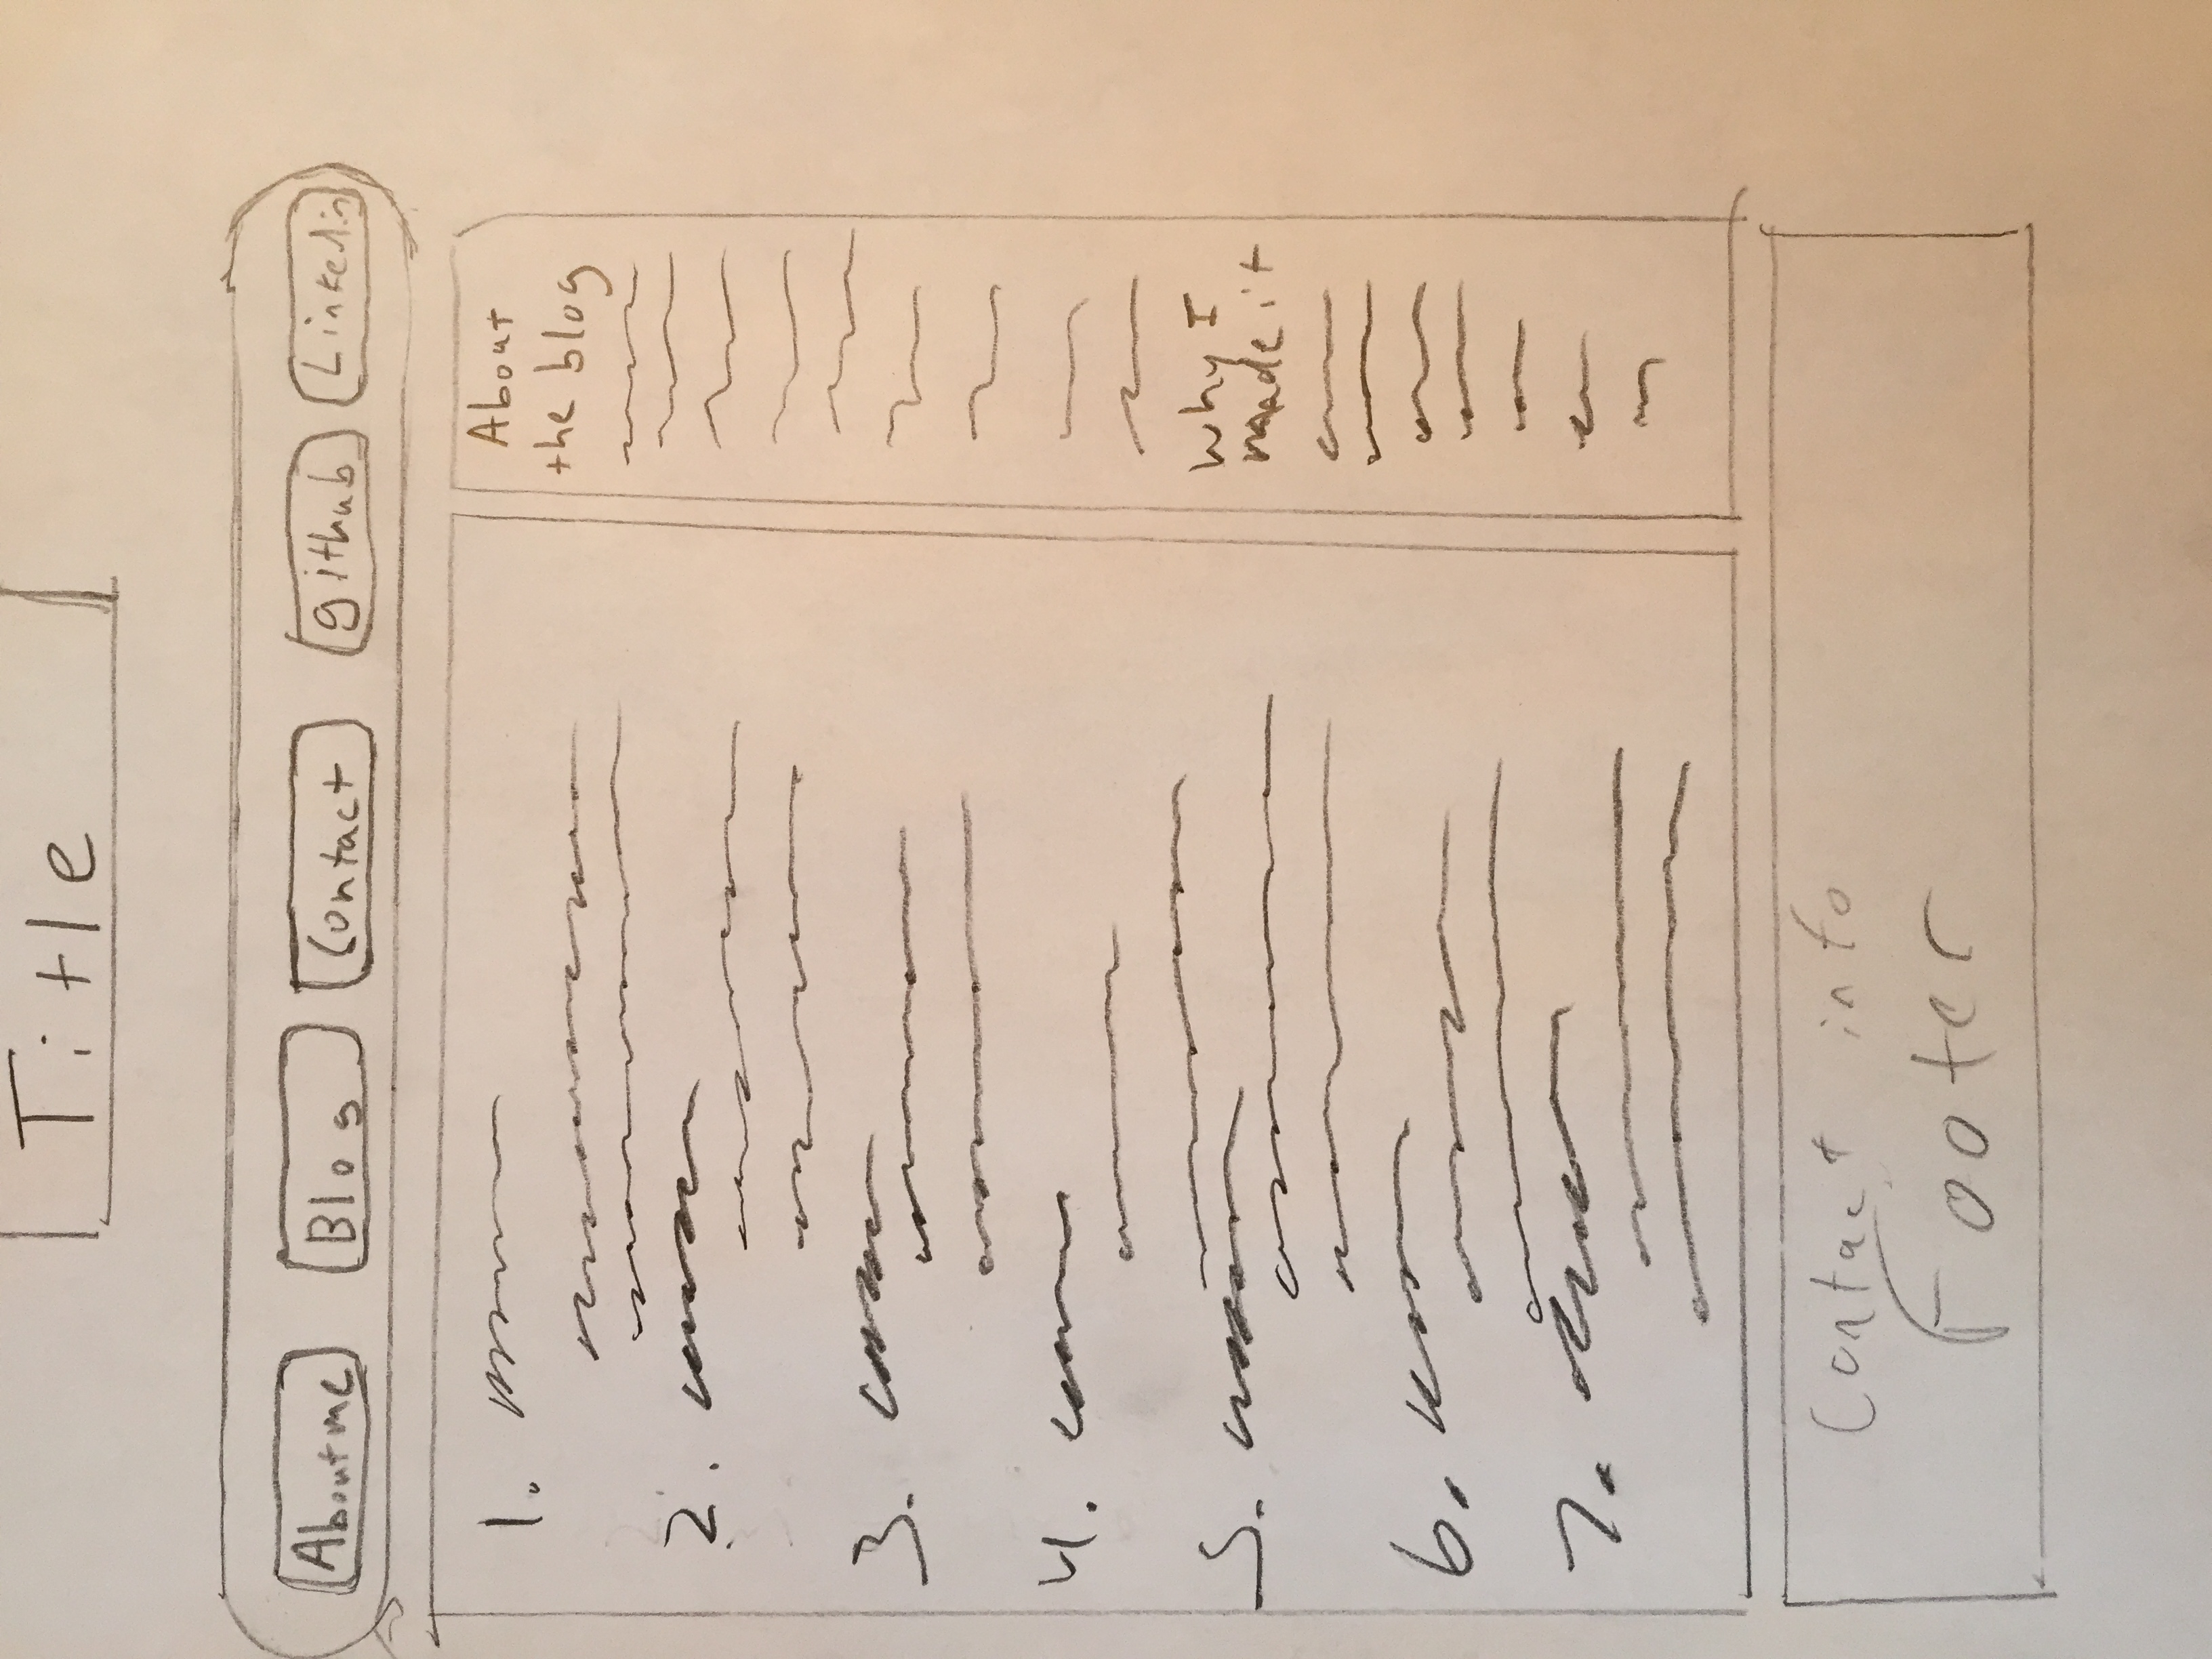 Title
About me Blog Contact github Linkedin
1.
2.
3.
4.
5.
6.
7.
About
the blog
Why I
made it
Contact info
Footer